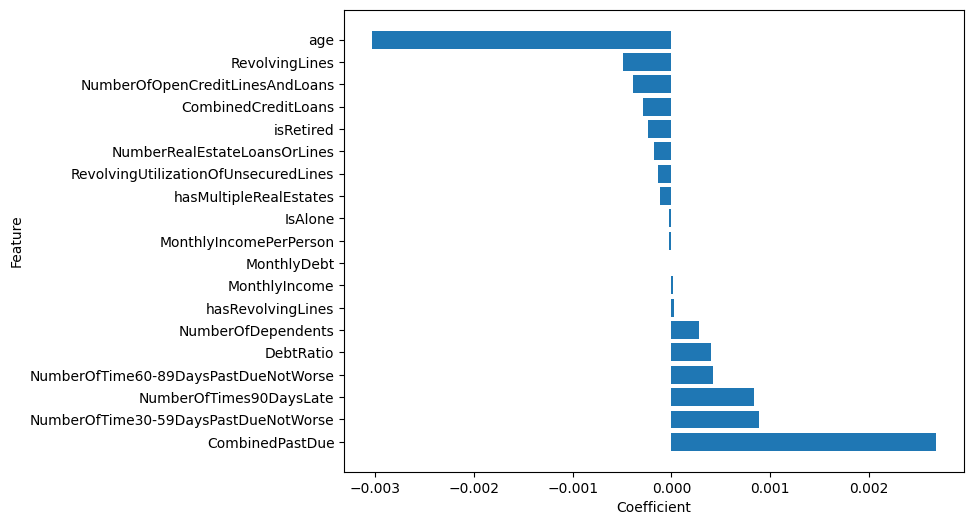 age
RevolvingLines
NumberOfOpenCreditLinesAndLoans
CombinedCreditLoans
isRetired
NumberRealEstateLoansOrLines
RevolvingUtilizationOfUnsecuredLines
hasMultipleRealEstates
IsAlone
MonthlyIncomePerPerson
MonthlyDebt
MonthlyIncome
hasRevolvingLines
NumberOfDependents
DebtRatio
NumberOfTime60-89DaysPastDueNotWorse
NumberOfTimes90DaysLate
NumberOfTime30-59DaysPastDueNotWorse
CombinedPastDue
Feature
−0.003 −0.002 −0.001 0.000 0.001 0.002
Coefficient